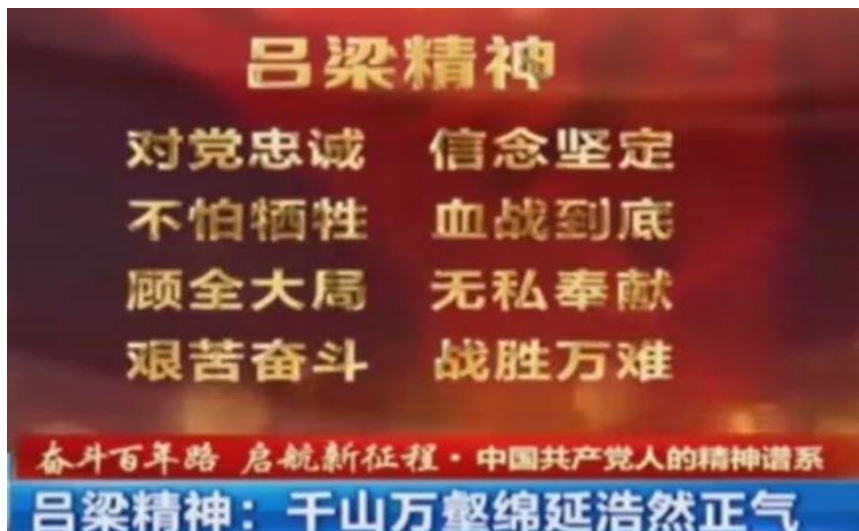 吕梁精神
对党忠诚 信念坚定
不怕牺牲 血战到底
顾全大局 无私奉献
艰苦奋斗 战胜万难
奋斗百年路 启航新征程·中国共产党人的精神谱系
吕梁精神：千山万壑绵延浩然正气